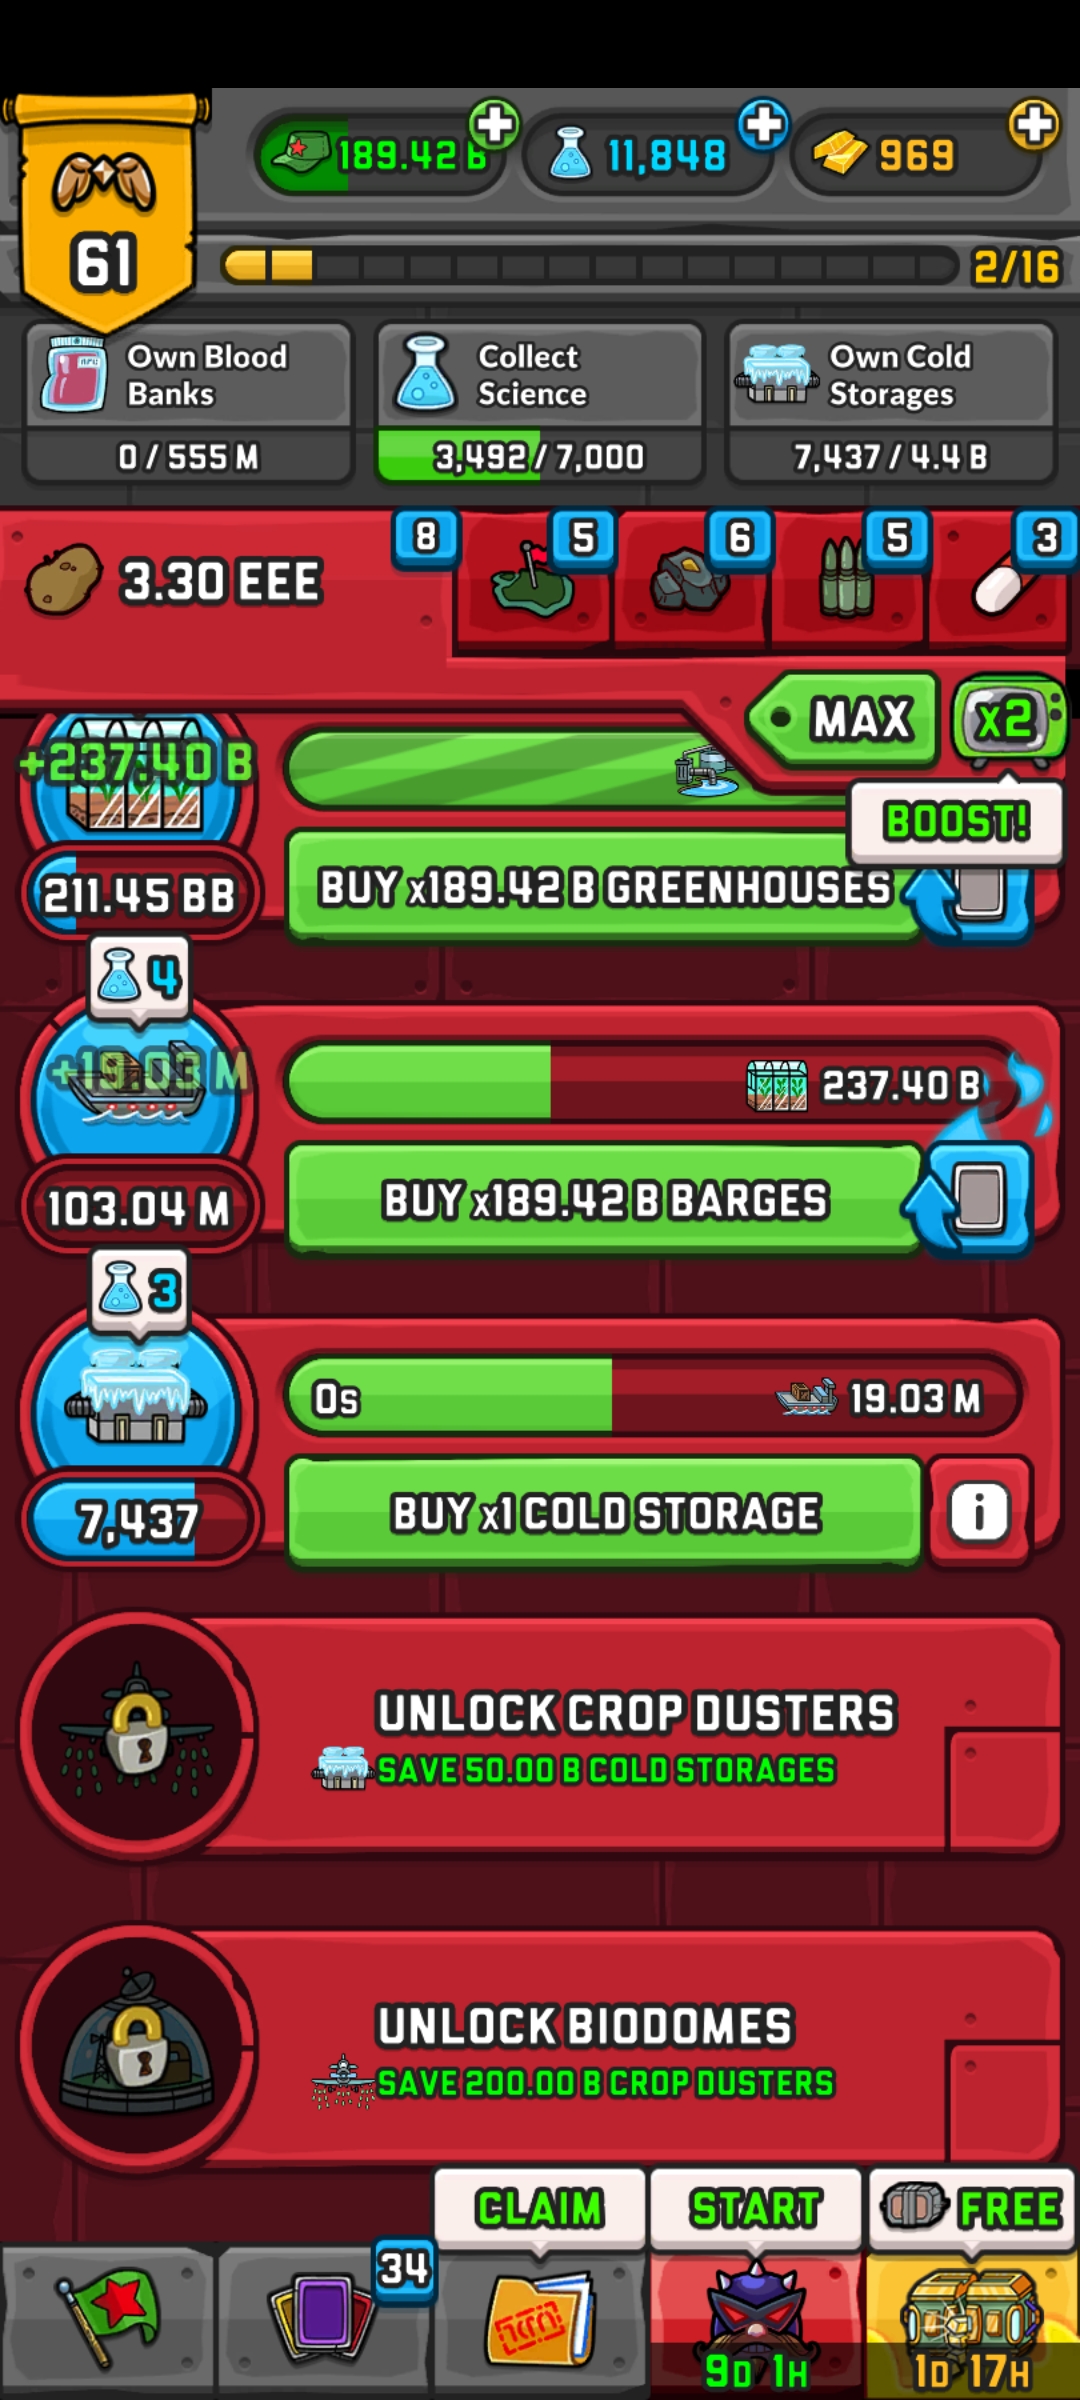 189.42 B
11,848
969
61
2/16
Own Blood Banks
0 / 555 M
Collect Science
3,492 / 7,000
Own Cold Storages
7,437 / 4.4 B
3.30 EEE
8
5
6
5
3
MAX
x2
BOOST!
+237.40 B
211.45 BB
BUY x189.42 B GREENHOUSES
4
+19.03 M
237.40 B
103.04 M
BUY x189.42 B BARGES
3
0s
19.03 M
7,437
BUY x1 COLD STORAGE
i
UNLOCK CROP DUSTERS
SAVE 50.00 B COLD STORAGES
UNLOCK BIODOMES
SAVE 200.00 B CROP DUSTERS
CLAIM
START
FREE
34
9D 1H
1D 17H